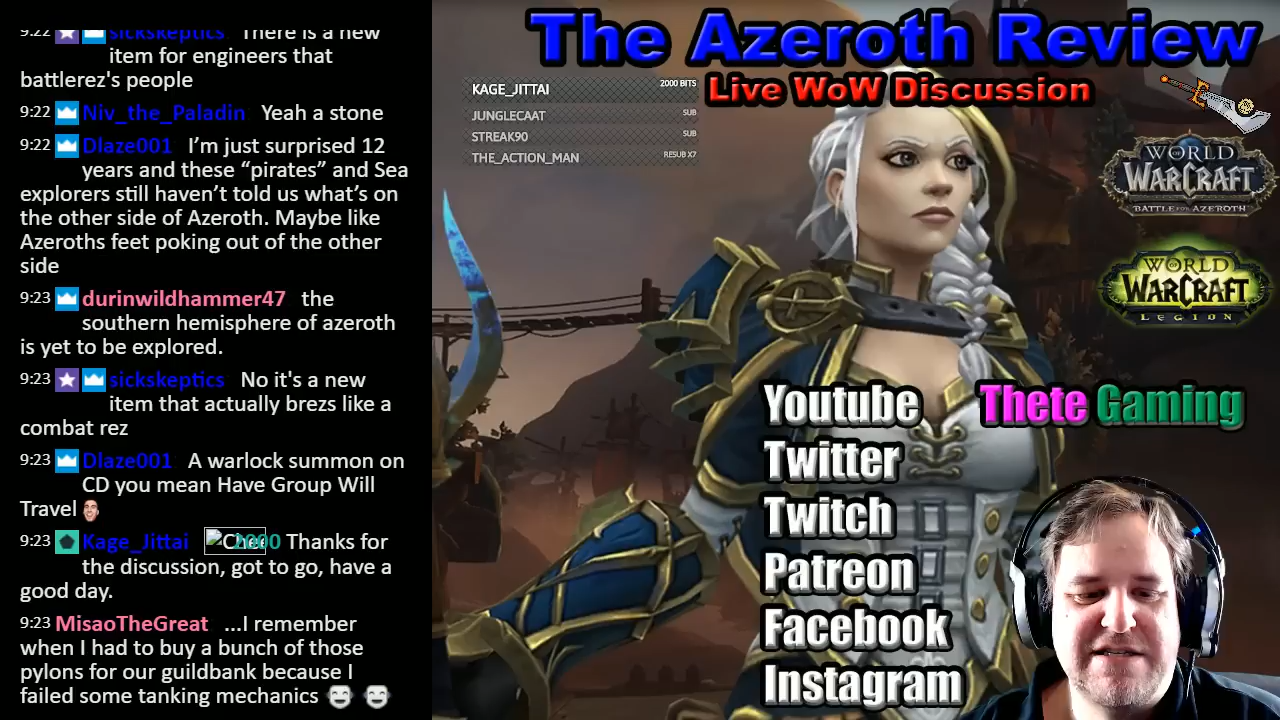 9:22 sickskeptics There is a new
item for engineers that
battlerez's people
9:22 Niv_the_Paladin Yeah a stone
9:22 Dlaze001 I’m just surprised 12
years and these “pirates” and Sea
explorers still haven’t told us what’s on
the other side of Azeroth. Maybe like
Azeroths feet poking out of the other
side
9:23 durinwildhammer47 the
southern hemisphere of azeroth
is yet to be explored.
9:23 sickskeptics No it's a new
item that actually brezs like a
combat rez
9:23 Dlaze001 A warlock summon on
CD you mean Have Group Will
Travel
9:23 Kage_Jittai 2000 Thanks for
the discussion, got to go, have a
good day.
9:23 MisaoTheGreat ...I remember
when I had to buy a bunch of those
pylons for our guildbank because I
failed some tanking mechanics
The Azeroth Review
Live WoW Discussion
KAGE_JITTAI 2000 BITS
JUNGLECAAT SUB
STREAK90 SUB
THE_ACTION_MAN RESUB X7
WORLD
OF
WARCRAFT
BATTLE FOR AZEROTH
WORLD
OF
WARCRAFT
LEGION
Youtube Thete Gaming
Twitter
Twitch
Patreon
Facebook
Instagram